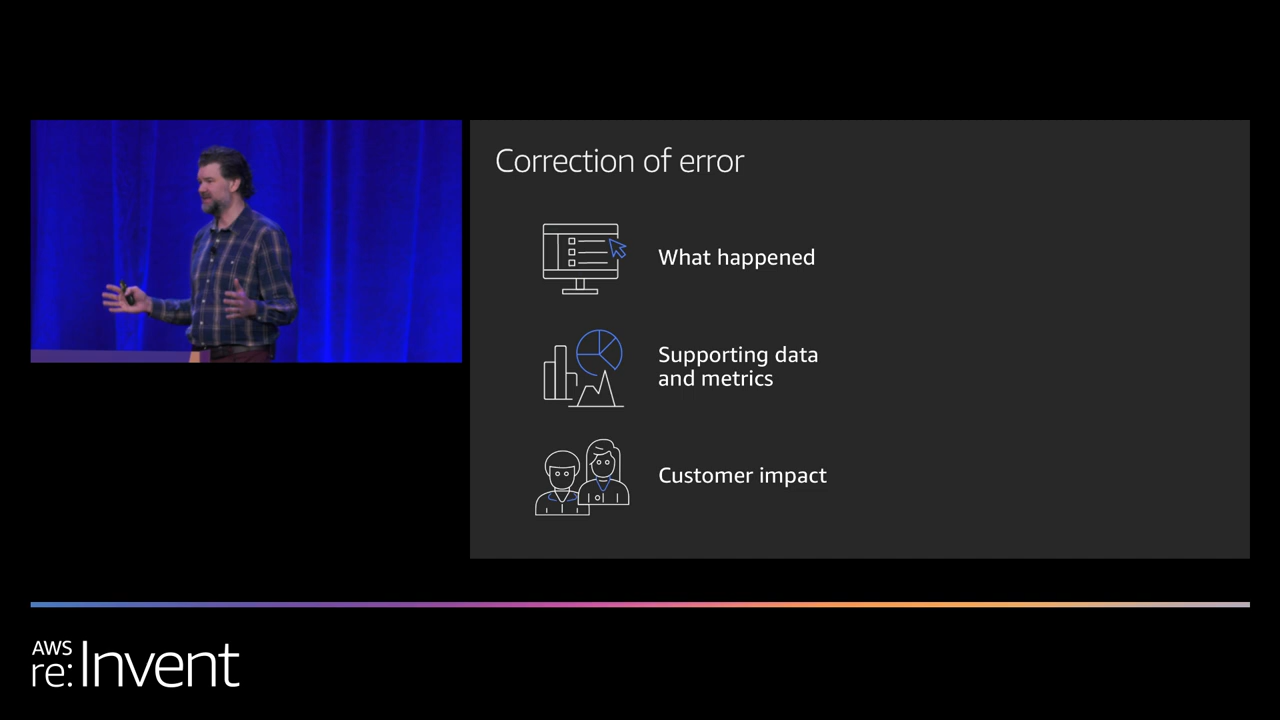 Correction of error
What happened
Supporting data
and metrics
Customer impact
AWS
re:Invent